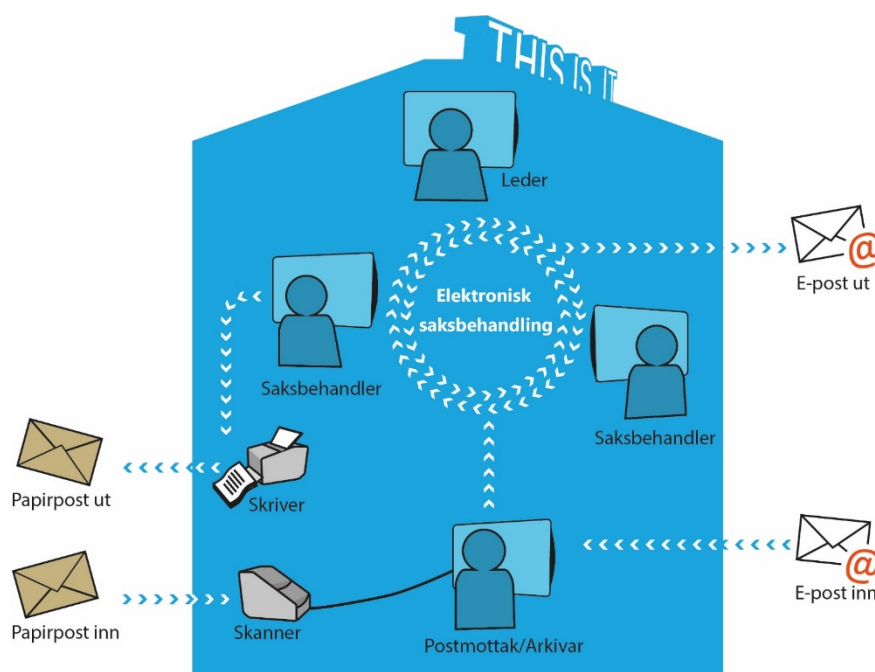 THIS IS IT
Leder
E-post ut
Elektronisk
saksbehandling
Saksbehandler
Saksbehandler
Papirpost ut
Skriver
Papirpost inn
Skanner
Postmottak/Arkivar
E-post inn
@
@